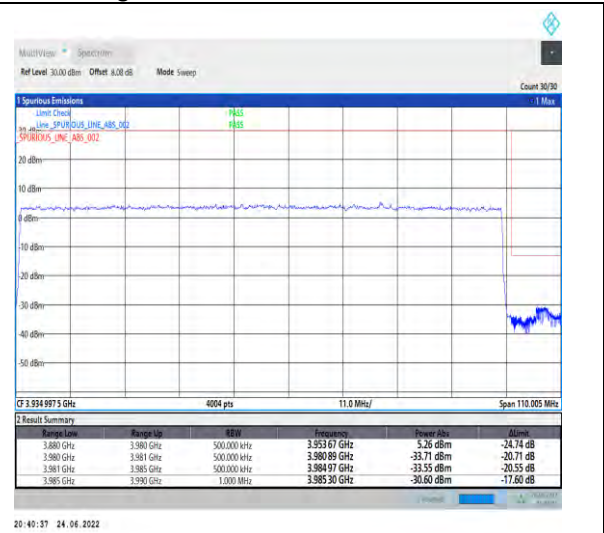 MultiView Spectrum
Ref Level 30.00 dBm Offset 8.08 dB Mode Sweep
Count 30/30
1 Spurious Emissions 1 Max
Limit Check PASS
Line _SPURIOUS_LINE_ABS_002 PASS
SPURIOUS_LINE_ABS_002
20 dBm
10 dBm
0 dBm
-10 dBm
-20 dBm
-30 dBm
-40 dBm
-50 dBm
CF 3.934 997 5 GHz 4004 pts 11.0 MHz/ Span 110.005 MHz
2 Result Summary
Range Low Range Up RBW Frequency Power Abs ΔLimit
3.880 GHz 3.980 GHz 500.000 kHz 3.953 67 GHz 5.26 dBm -24.74 dB
3.980 GHz 3.981 GHz 500.000 kHz 3.980 89 GHz -33.71 dBm -20.71 dB
3.981 GHz 3.985 GHz 500.000 kHz 3.984 97 GHz -33.55 dBm -20.55 dB
3.985 GHz 3.990 GHz 1.000 MHz 3.985 30 GHz -30.60 dBm -17.60 dB
20:40:37 24.06.2022